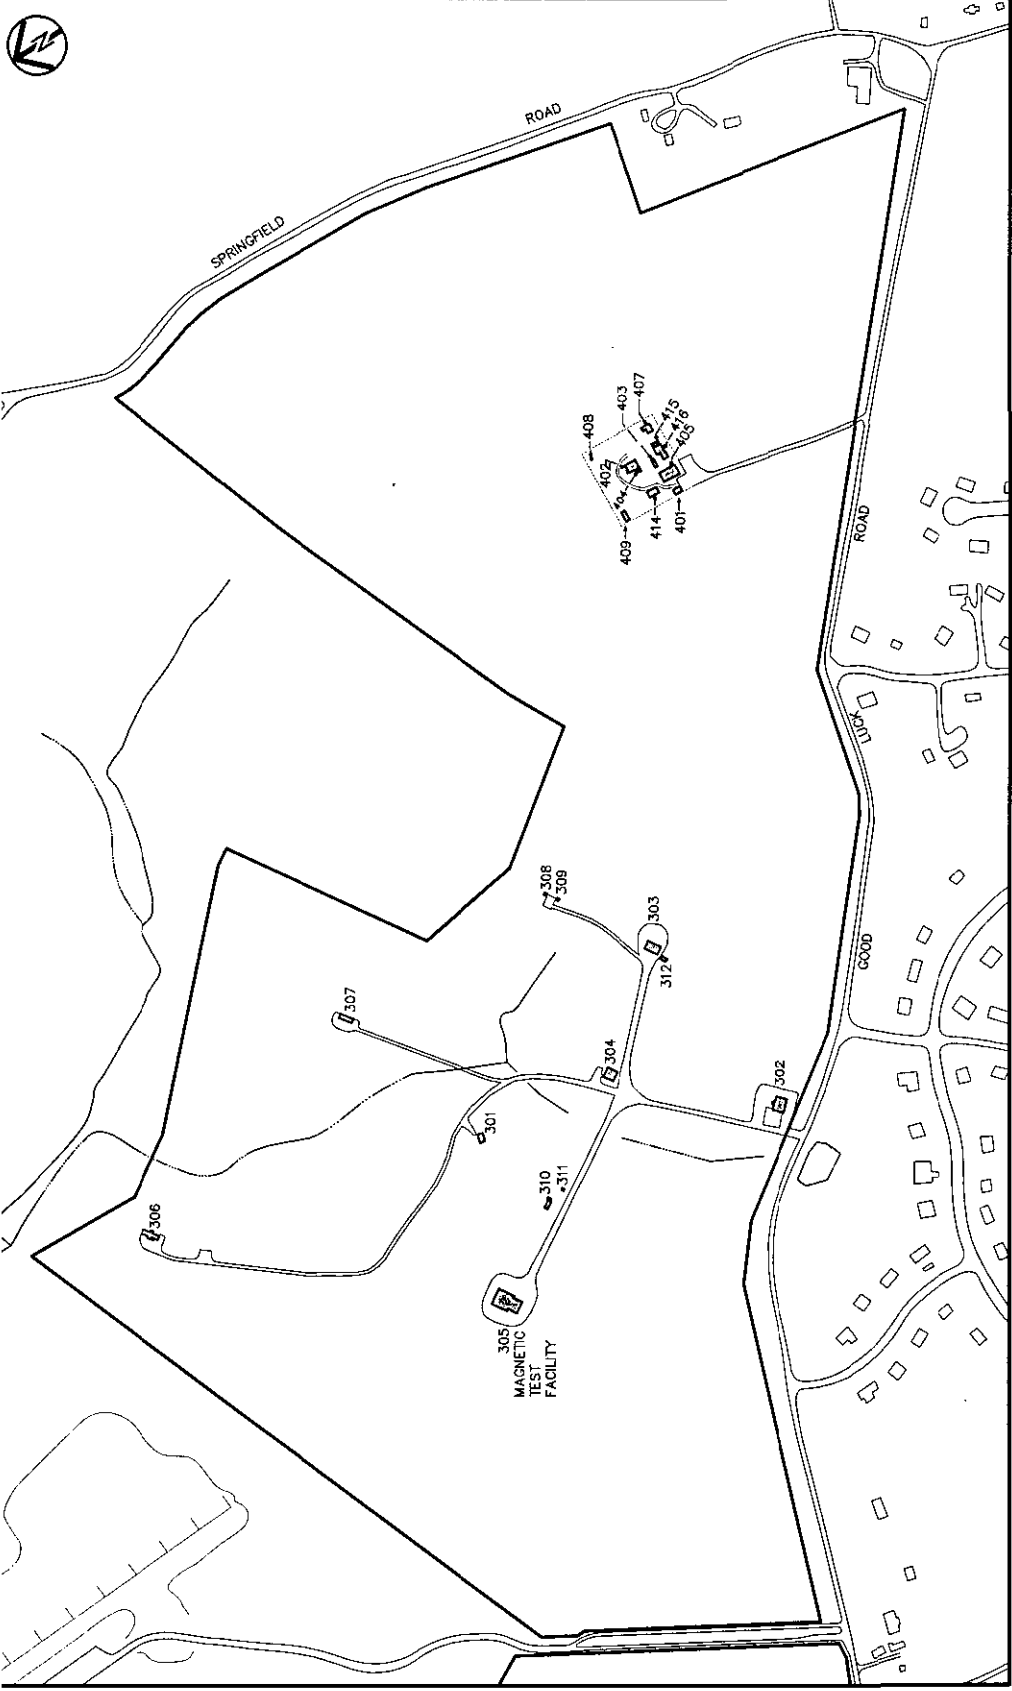 N
ROAD
SPRINGFIELD
408
403
407
415
416
405
402
404
409
414
401
ROAD
LUCK
GOOD
308
309
303
312
307
304
302
301
310
311
306
305
MAGNETIC
TEST
FACILITY